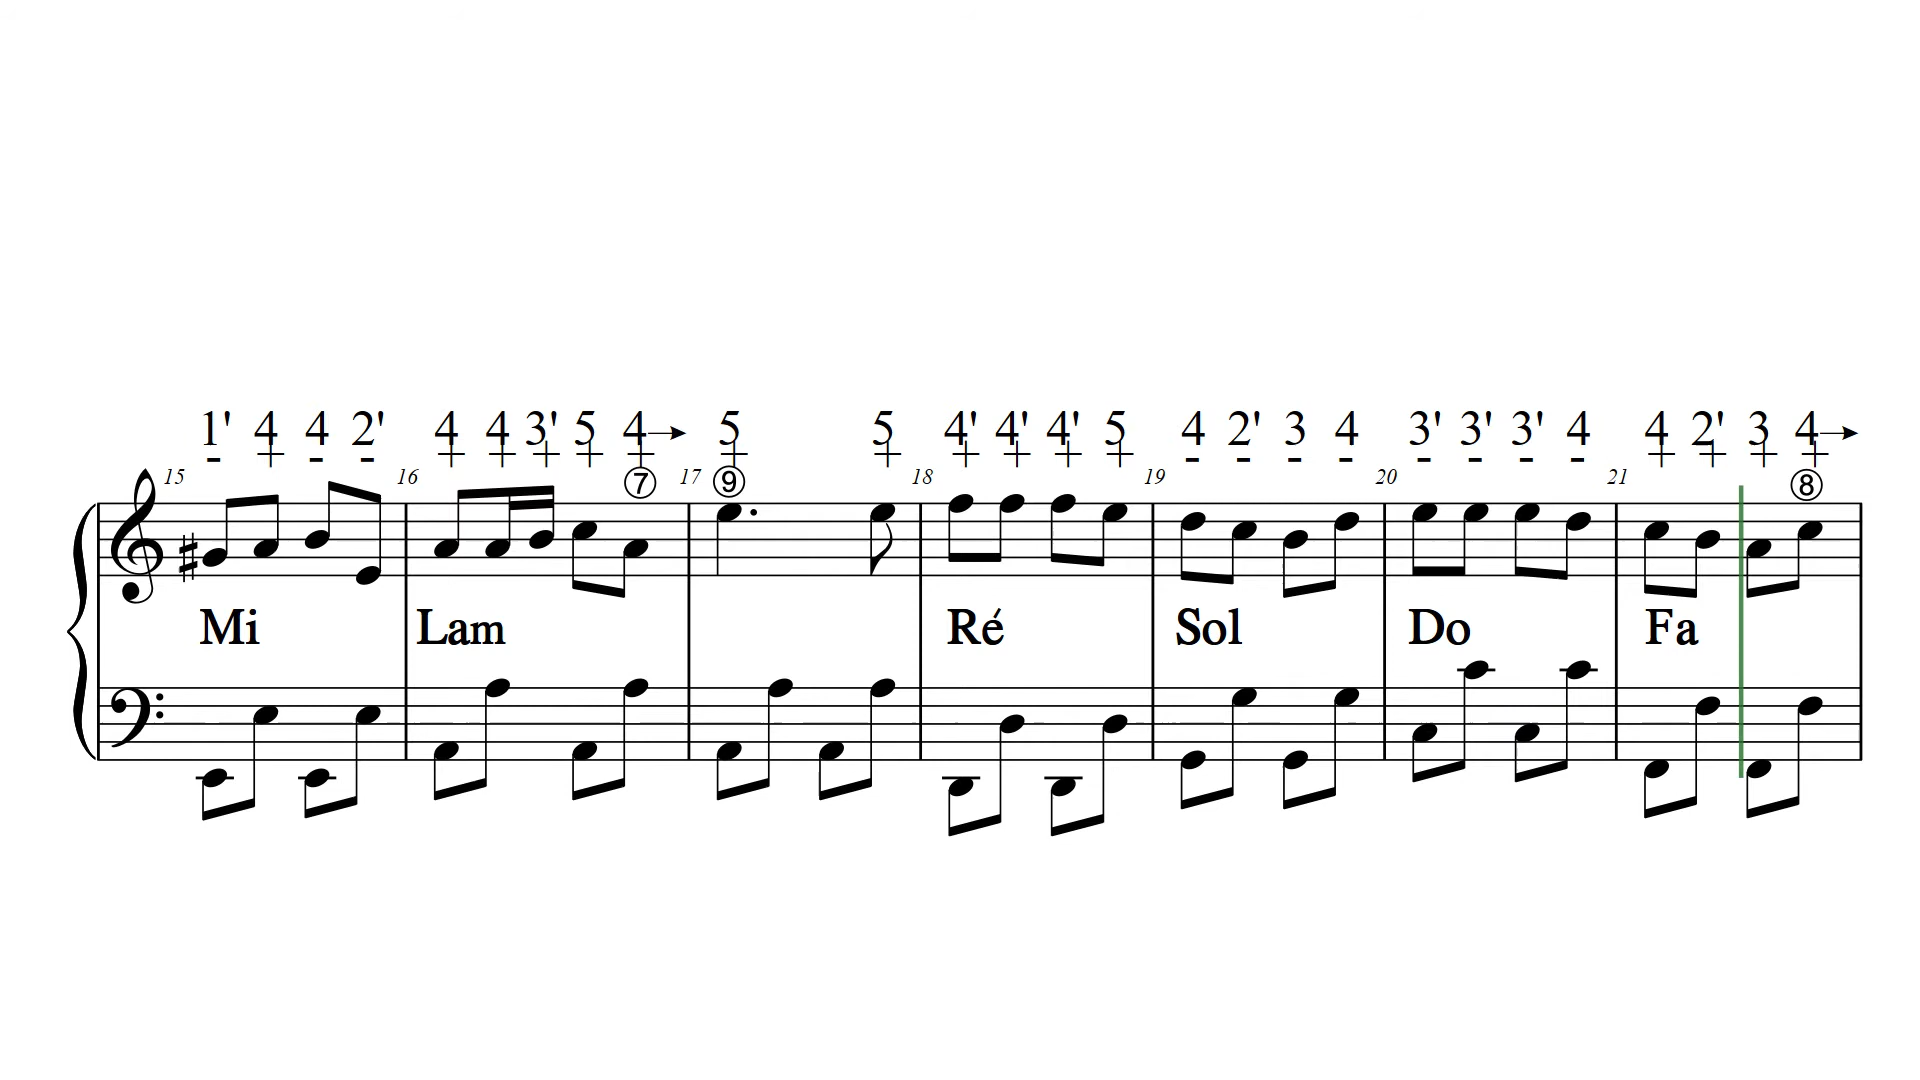 1' 4 4 2' 4 4 3' 5 4 5 5 4' 4' 4' 5 4 2' 3 4 3' 3' 3' 4 4 2' 3 4
- + - - + + + + + + + + + + + - - - - - - - - + + + +
15 16 7 17 9 18 19 20 21 8
Mi Lam Ré Sol Do Fa